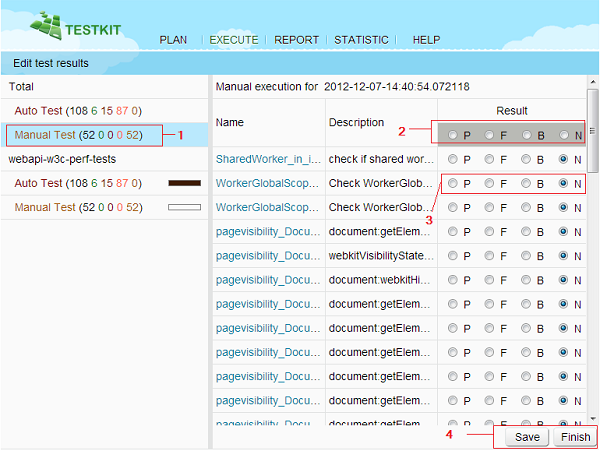 TESTKIT
PLAN EXECUTE REPORT STATISTIC HELP
Edit test results
Total
Auto Test (108 6 15 87 0)
Manual Test (52 0 0 0 52)
1
webapi-w3c-perf-tests
Auto Test (108 6 15 87 0)
Manual Test (52 0 0 0 52)
Manual execution for 2012-12-07-14:40:54.072118
Name Description Result
2 P F B N
SharedWorker_in_i... check if shared wor... P F B N
WorkerGlobalScop... Check WorkerGlob... P F B N
3
WorkerGlobalScop... Check WorkerGlob... P F B N
pagevisibility_Docu... document:getElem... P F B N
pagevisibility_Docu... webkitVisibilityState... P F B N
pagevisibility_Docu... document:webkitHi... P F B N
pagevisibility_Docu... document:getElem... P F B N
pagevisibility_Docu... document:getElem... P F B N
pagevisibility_Docu... document:getElem... P F B N
pagevisibility_Docu... document:getElem... P F B N
pagevisibility_Docu... document:getElem... P F B N
pagevisibility_Docu... document:getElem... P F B N
4 Save Finish